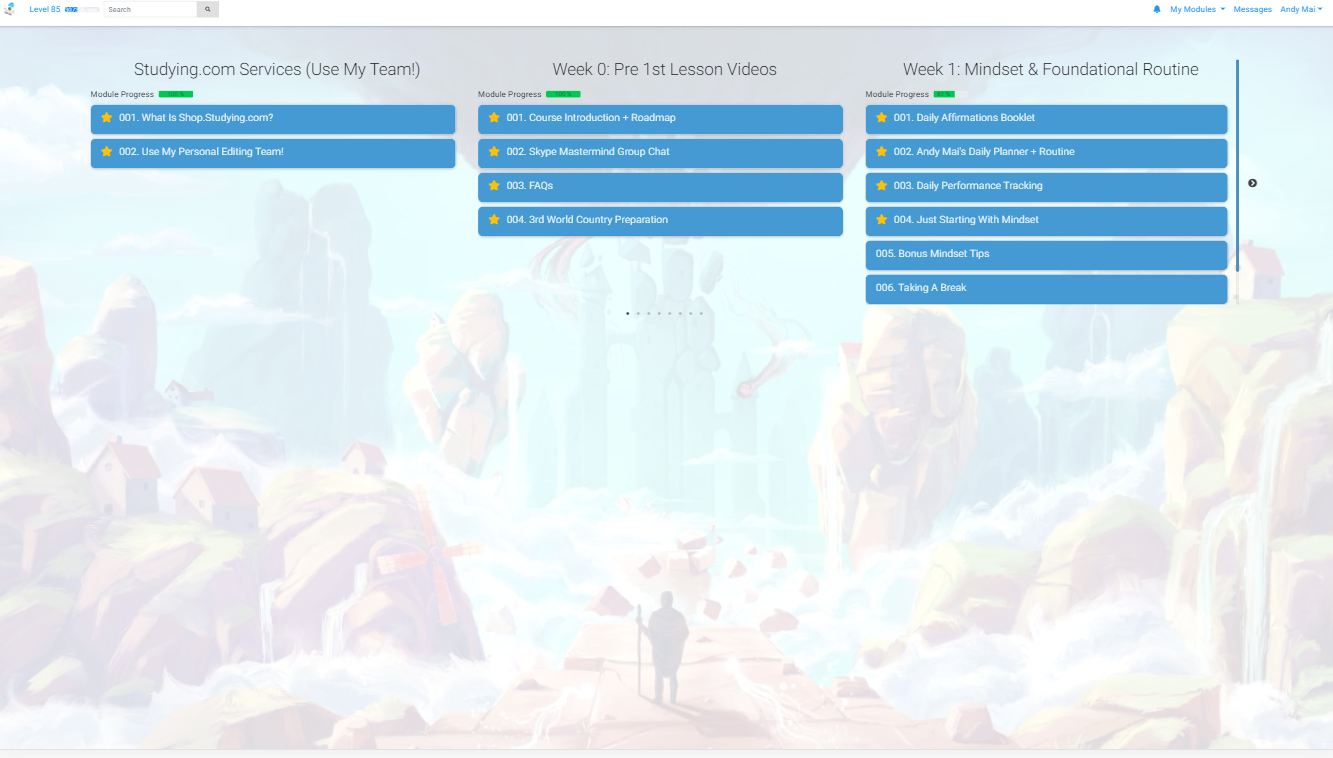 Level 85
Search
My Modules
Messages
Andy Mai
Studying.com Services (Use My Team!)
Module Progress 100 %
001. What Is Shop.Studying.com?
002. Use My Personal Editing Team!
Week 0: Pre 1st Lesson Videos
Module Progress 100 %
001. Course Introduction + Roadmap
002. Skype Mastermind Group Chat
003. FAQs
004. 3rd World Country Preparation
Week 1: Mindset & Foundational Routine
Module Progress
001. Daily Affirmations Booklet
002. Andy Mai's Daily Planner + Routine
003. Daily Performance Tracking
004. Just Starting With Mindset
005. Bonus Mindset Tips
006. Taking A Break